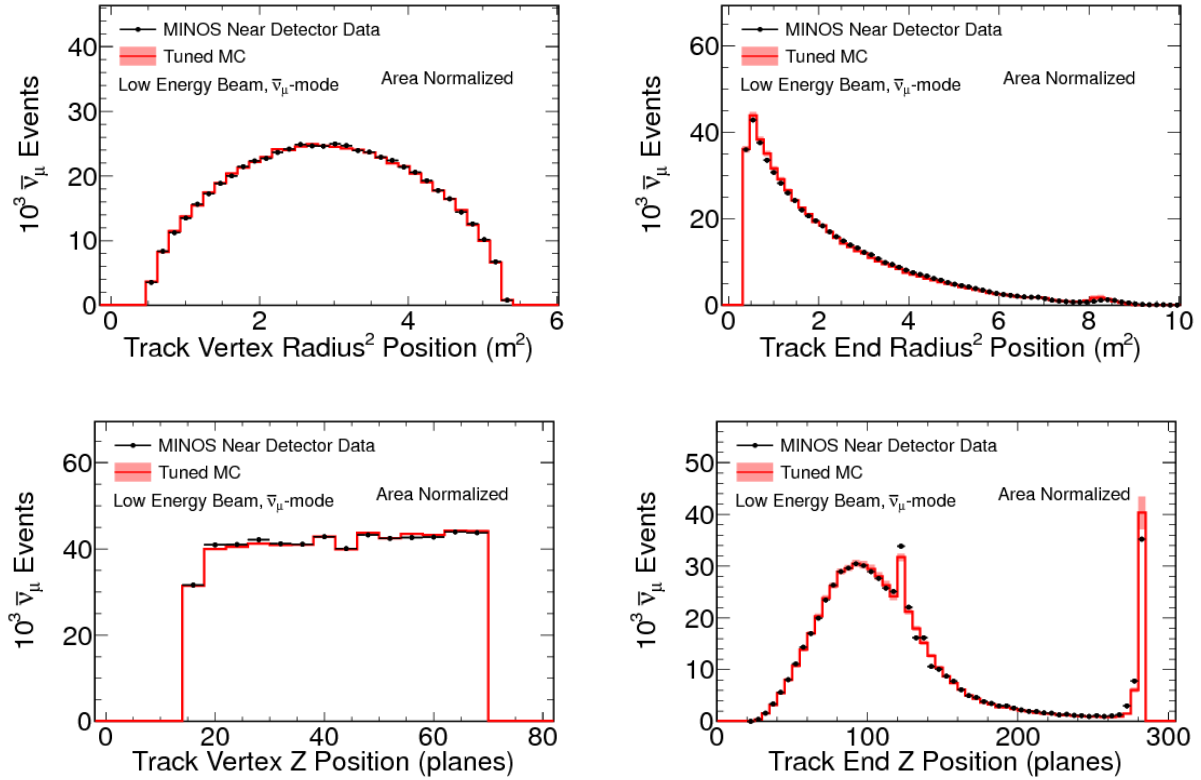 MINOS Near Detector Data
Tuned MC
Low Energy Beam, ν̅μ-mode
Area Normalized
10³ ν̅μ Events
40
30
20
10
0
0 2 4 6
Track Vertex Radius² Position (m²)
MINOS Near Detector Data
Tuned MC
Low Energy Beam, ν̅μ-mode
Area Normalized
10³ ν̅μ Events
60
40
20
0
0 2 4 6 8 10
Track End Radius² Position (m²)
MINOS Near Detector Data
Tuned MC
Low Energy Beam, ν̅μ-mode
Area Normalized
10³ ν̅μ Events
60
40
20
0
20 40 60 80
Track Vertex Z Position (planes)
MINOS Near Detector Data
Tuned MC
Low Energy Beam, ν̅μ-mode
Area Normalized
10³ ν̅μ Events
50
40
30
20
10
0
0 100 200 300
Track End Z Position (planes)